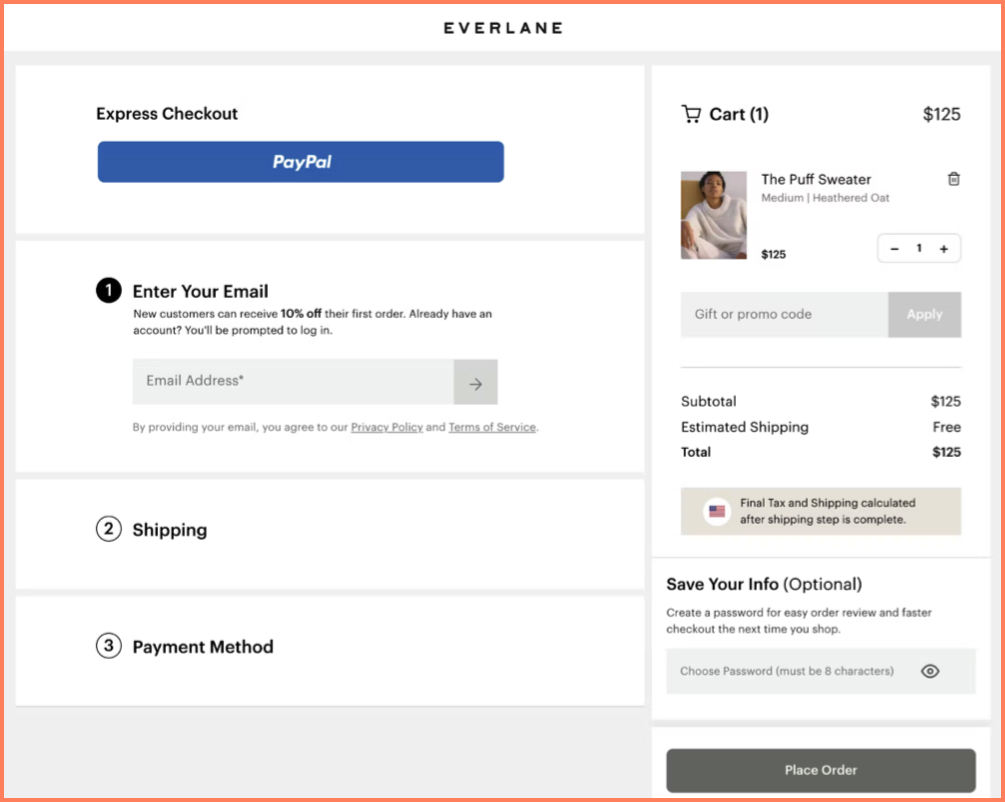 EVERLANE
Express Checkout
PayPal
1 Enter Your Email
New customers can receive 10% off their first order. Already have an
account? You'll be prompted to log in.
Email Address*
By providing your email, you agree to our Privacy Policy and Terms of Service.
2 Shipping
3 Payment Method
Cart (1) $125
The Puff Sweater
Medium | Heathered Oat
$125 − 1 +
Gift or promo code Apply
Subtotal $125
Estimated Shipping Free
Total $125
Final Tax and Shipping calculated
after shipping step is complete.
Save Your Info (Optional)
Create a password for easy order review and faster
checkout the next time you shop.
Choose Password (must be 8 characters)
Place Order